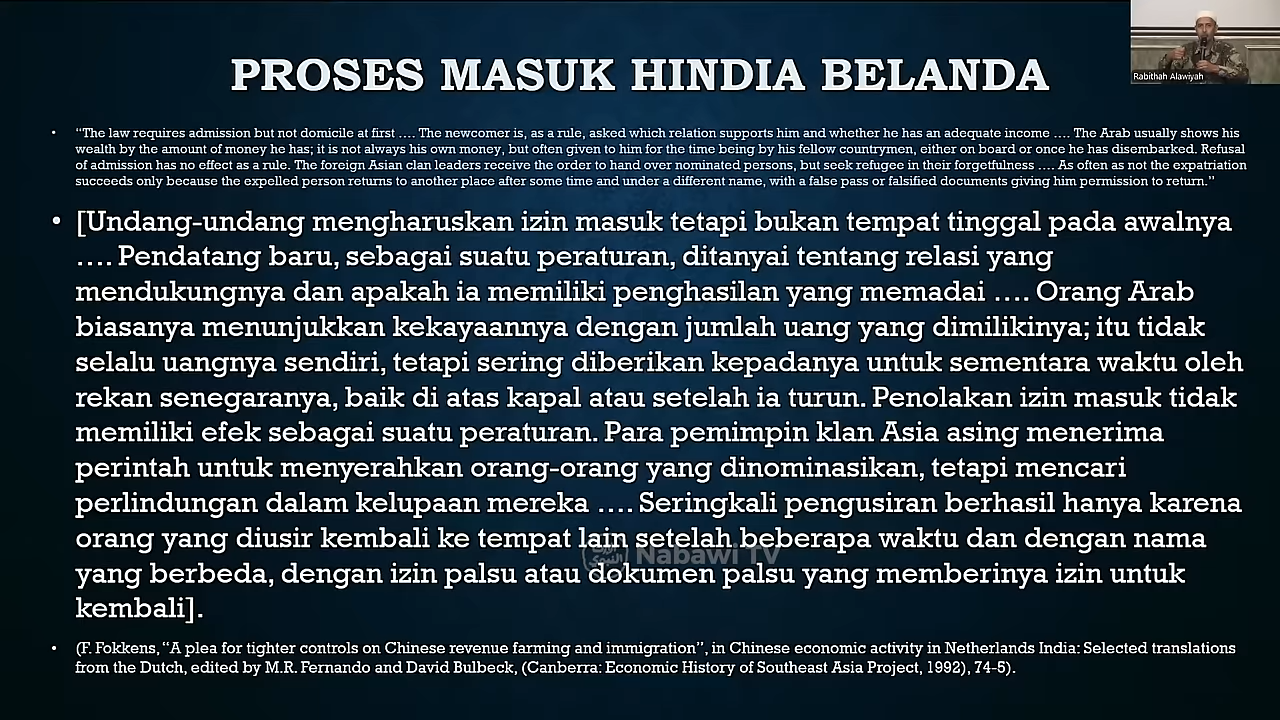 PROSES MASUK HINDIA BELANDA
Rabithah Alawiyah
• "The law requires admission but not domicile at first .... The newcomer is, as a rule, asked which relation supports him and whether he has an adequate income .... The Arab usually shows his
wealth by the amount of money he has; it is not always his own money, but often given to him for the time being by his fellow countrymen, either on board or once he has disembarked. Refusal
of admission has no effect as a rule. The foreign Asian clan leaders receive the order to hand over nominated persons, but seek refugee in their forgetfulness .... As often as not the expatriation
succeeds only because the expelled person returns to another place after some time and under a different name, with a false pass or falsified documents giving him permission to return."
• [Undang-undang mengharuskan izin masuk tetapi bukan tempat tinggal pada awalnya
.... Pendatang baru, sebagai suatu peraturan, ditanyai tentang relasi yang
mendukungnya dan apakah ia memiliki penghasilan yang memadai .... Orang Arab
biasanya menunjukkan kekayaannya dengan jumlah uang yang dimilikinya; itu tidak
selalu uangnya sendiri, tetapi sering diberikan kepadanya untuk sementara waktu oleh
rekan senegaranya, baik di atas kapal atau setelah ia turun. Penolakan izin masuk tidak
memiliki efek sebagai suatu peraturan. Para pemimpin klan Asia asing menerima
perintah untuk menyerahkan orang-orang yang dinominasikan, tetapi mencari
perlindungan dalam kelupaan mereka .... Seringkali pengusiran berhasil hanya karena
orang yang diusir kembali ke tempat lain setelah beberapa waktu dan dengan nama
Nabawi TV
yang berbeda, dengan izin palsu atau dokumen palsu yang memberinya izin untuk
kembali].
• (F. Fokkens, "A plea for tighter controls on Chinese revenue farming and immigration", in Chinese economic activity in Netherlands India: Selected translations
from the Dutch, edited by M.R. Fernando and David Bulbeck, (Canberra: Economic History of Southeast Asia Project, 1992), 74-5).